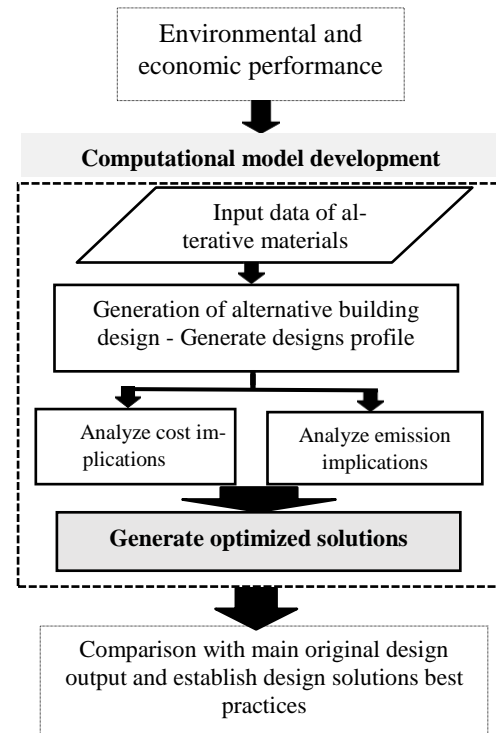 Environmental and
economic performance
Computational model development
Input data of al-
terative materials
Generation of alternative building
design - Generate designs profile
Analyze cost im-
plications
Analyze emission
implications
Generate optimized solutions
Comparison with main original design
output and establish design solutions best
practices